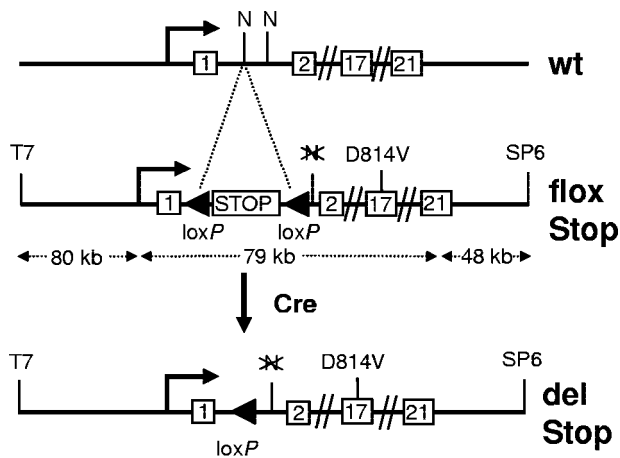 N N
1 2 17 21 wt
T7 N D814V SP6
1 STOP 2 17 21 flox
Stop
loxP loxP
80 kb 79 kb 48 kb
Cre
T7 N D814V SP6
1 2 17 21 del
Stop
loxP